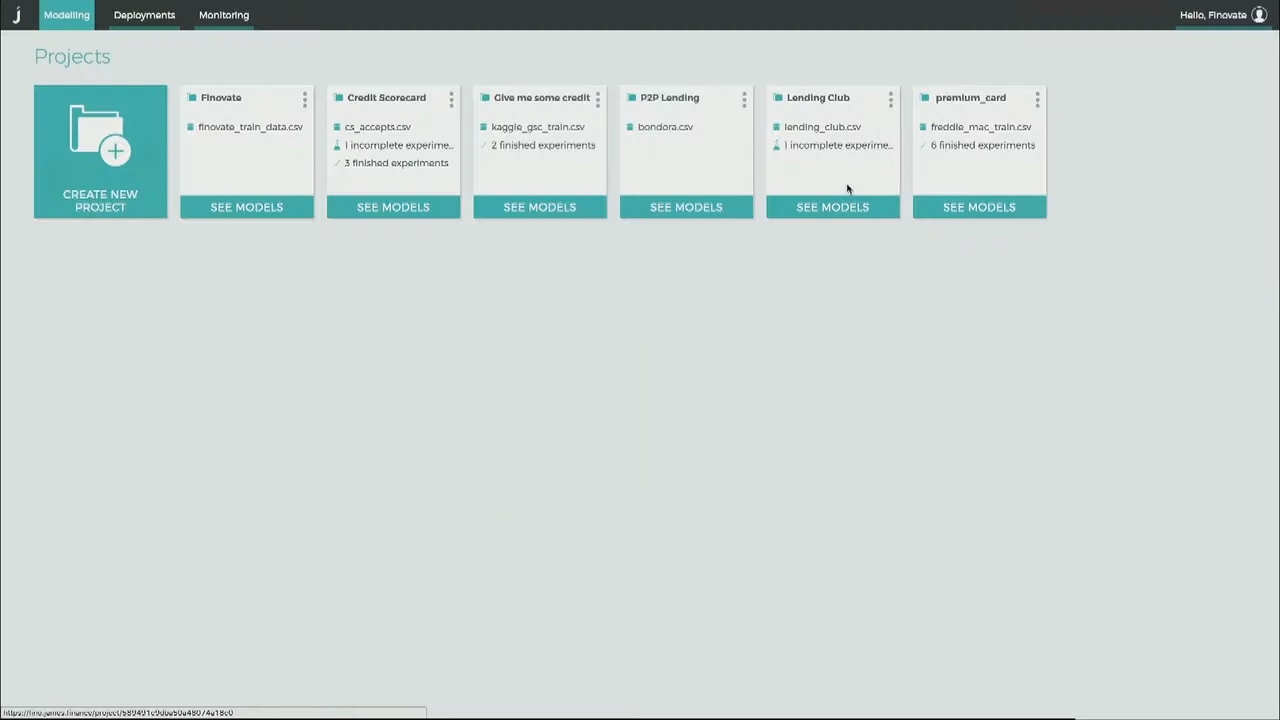 j Modelling Deployments Monitoring Hello, Finovate
Projects
CREATE NEW
PROJECT
Finovate
finovate_train_data.csv
SEE MODELS
Credit Scorecard
cs_accepts.csv
1 incomplete experime...
3 finished experiments
SEE MODELS
Give me some credit
kaggle_gsc_train.csv
2 finished experiments
SEE MODELS
P2P Lending
bondora.csv
SEE MODELS
Lending Club
lending_club.csv
1 incomplete experime...
SEE MODELS
premium_card
freddie_mac_train.csv
6 finished experiments
SEE MODELS